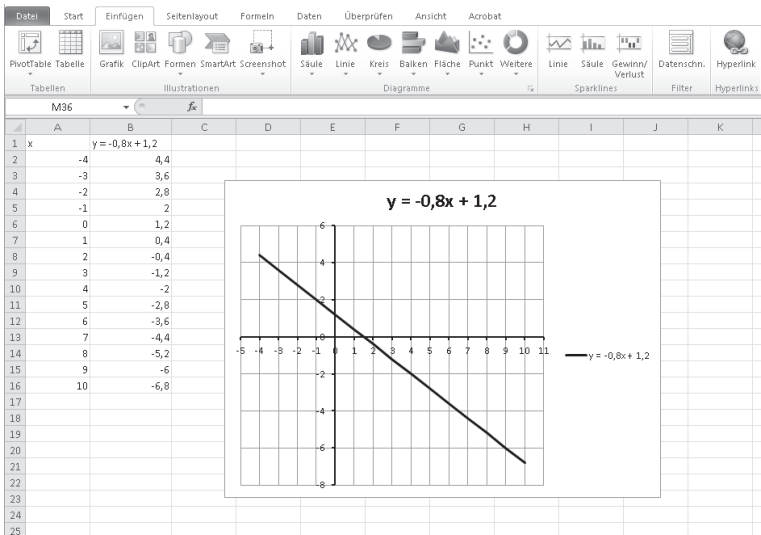 Datei Start Einfügen Seitenlayout Formeln Daten Überprüfen Ansicht Acrobat
PivotTable Tabelle Grafik ClipArt Formen SmartArt Screenshot Säule Linie Kreis Balken Fläche Punkt Weitere Linie Säule Gewinn/ Datenschn. Hyperlink
Verlust
Tabellen Illustrationen Diagramme Sparklines Filter Hyperlinks
M36 fx
A B C D E F G H I J K
1 x y = -0,8x + 1,2
2 -4 4,4
3 -3 3,6
4 -2 2,8
5 -1 2
6 0 1,2
7 1 0,4
8 2 -0,4
9 3 -1,2
10 4 -2
11 5 -2,8
12 6 -3,6
13 7 -4,4
14 8 -5,2
15 9 -6
16 10 -6,8
17
18
19
20
21
22
23
24
25
y = -0,8x + 1,2
6
4
2
0
-5 -4 -3 -2 -1 0 1 2 3 4 5 6 7 8 9 10 11
-2
-4
-6
-8
y = -0,8x + 1,2